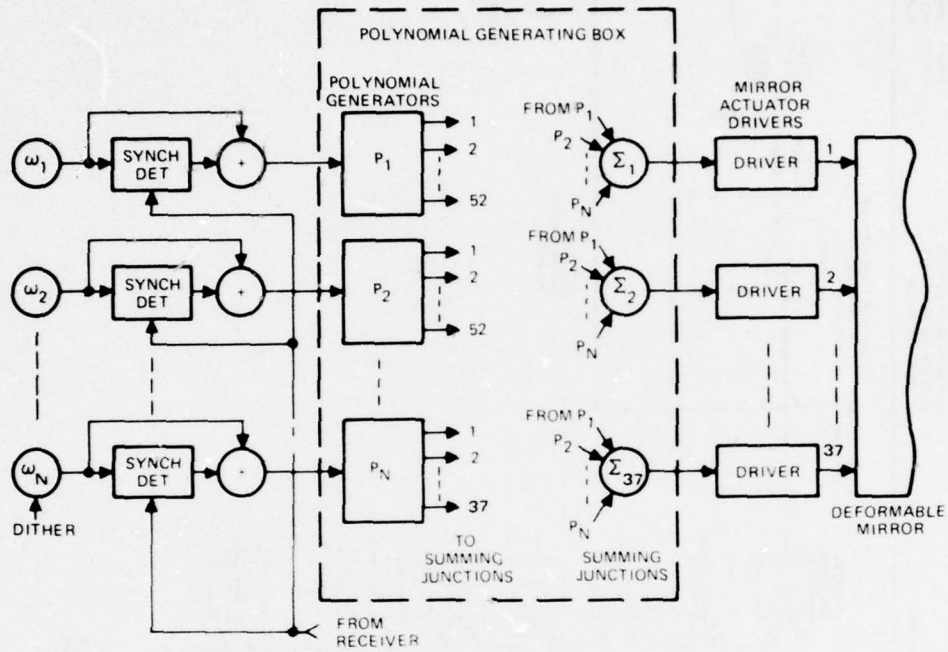 POLYNOMIAL GENERATING BOX
POLYNOMIAL
GENERATORS
MIRROR
ACTUATOR
DRIVERS
ω1
SYNCH
DET
+
P1
1
2
52
FROM P1
P2
PN
Σ1
DRIVER
1
ω2
SYNCH
DET
+
P2
1
2
52
FROM P1
P2
PN
Σ2
DRIVER
2
ωN
SYNCH
DET
+
PN
1
2
37
FROM P1
P2
PN
Σ37
DRIVER
37
DITHER
TO
SUMMING
JUNCTIONS
SUMMING
JUNCTIONS
DEFORMABLE
MIRROR
FROM
RECEIVER